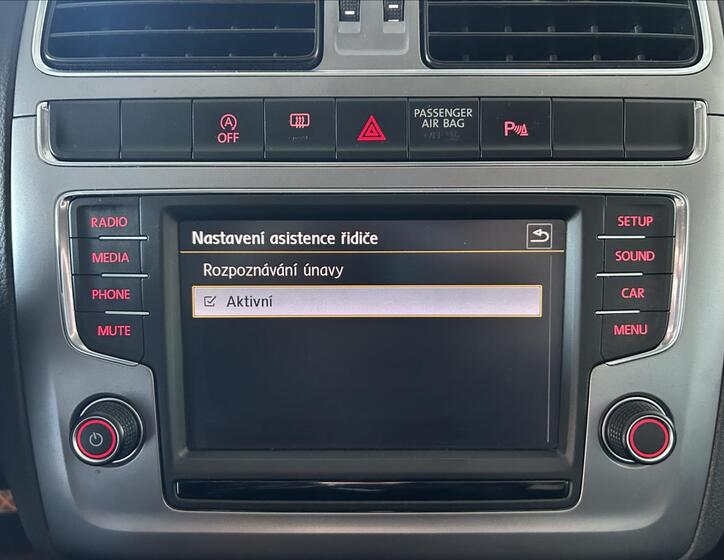 OFF
PASSENGER
AIR BAG
P
RADIO
MEDIA
PHONE
MUTE
Nastavení asistence řidiče
Rozpoznávání únavy
Aktivní
SETUP
SOUND
CAR
MENU